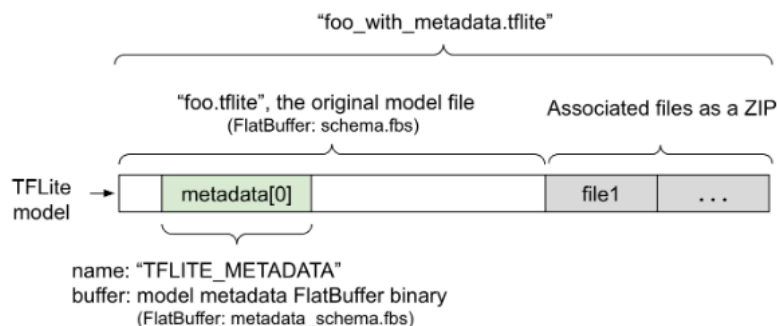 “foo_with_metadata.tflite”
“foo.tflite”, the original model file
(FlatBuffer: schema.fbs)
Associated files as a ZIP
TFLite
model
metadata[0]
file1
...
name: “TFLITE_METADATA”
buffer: model metadata FlatBuffer binary
(FlatBuffer: metadata_schema.fbs)